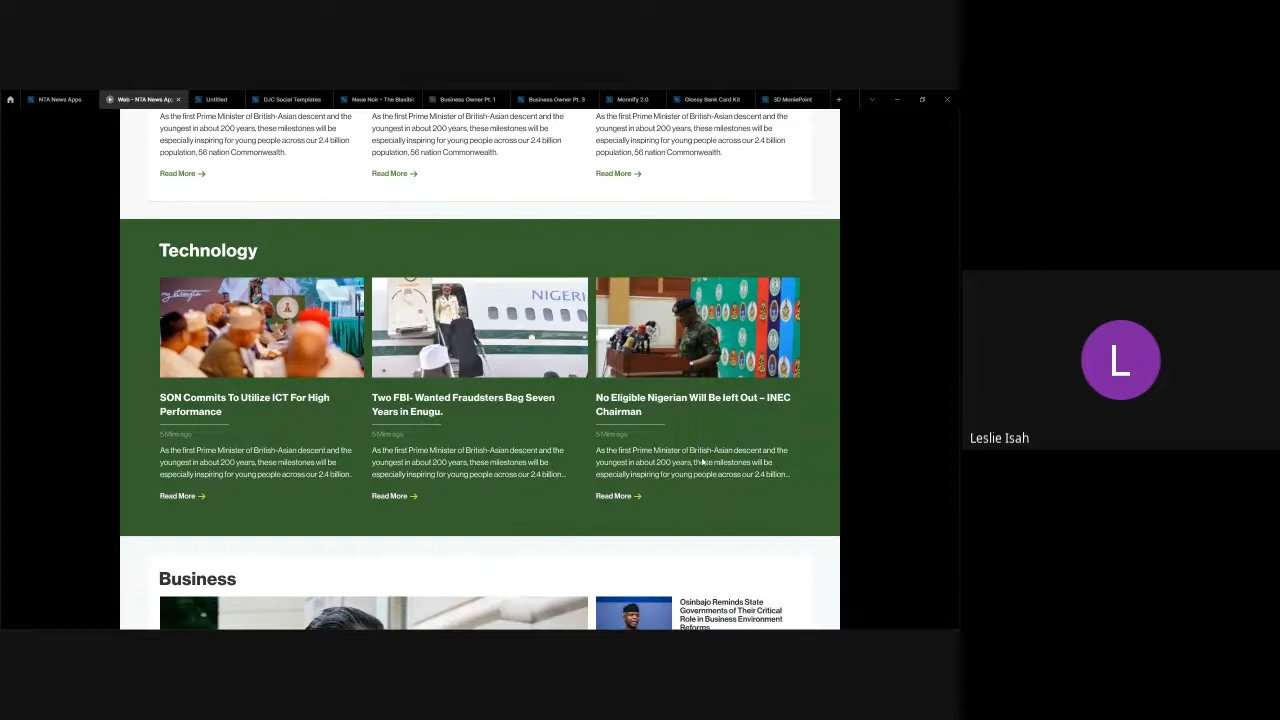 NTA News Apps
Web - NTA News Ap
Untitled
DJC Social Templates
Business Owner Pt. 1
Business Owner Pt. 3
Monnify 2.0
Glossy Bank Card Kit
3D MoniePoint
As the first Prime Minister of British-Asian descent and the
youngest in about 200 years, these milestones will be
especially inspiring for young people across our 2.4 billion
population, 56 nation Commonwealth.
Read More →
As the first Prime Minister of British-Asian descent and the
youngest in about 200 years, these milestones will be
especially inspiring for young people across our 2.4 billion
population, 56 nation Commonwealth.
Read More →
As the first Prime Minister of British-Asian descent and the
youngest in about 200 years, these milestones will be
especially inspiring for young people across our 2.4 billion
population, 56 nation Commonwealth.
Read More →
Technology
my strength
SON Commits To Utilize ICT For High
Performance
5 Mins ago
As the first Prime Minister of British-Asian descent and the
youngest in about 200 years, these milestones will be
especially inspiring for young people across our 2.4 billion.
Read More →
NIGERI
Two FBI- Wanted Fraudsters Bag Seven
Years in Enugu.
5 Mins ago
As the first Prime Minister of British-Asian descent and the
youngest in about 200 years, these milestones will be
especially inspiring for young people across our 2.4 billion...
Read More →
No Eligible Nigerian Will Be left Out – INEC
Chairman
5 Mins ago
As the first Prime Minister of British-Asian descent and the
youngest in about 200 years, these milestones will be
especially inspiring for young people across our 2.4 billion...
Read More →
Business
Osinbajo Reminds State
Governments of Their Critical
Role in Business Environment
Reforms
L
Leslie Isah